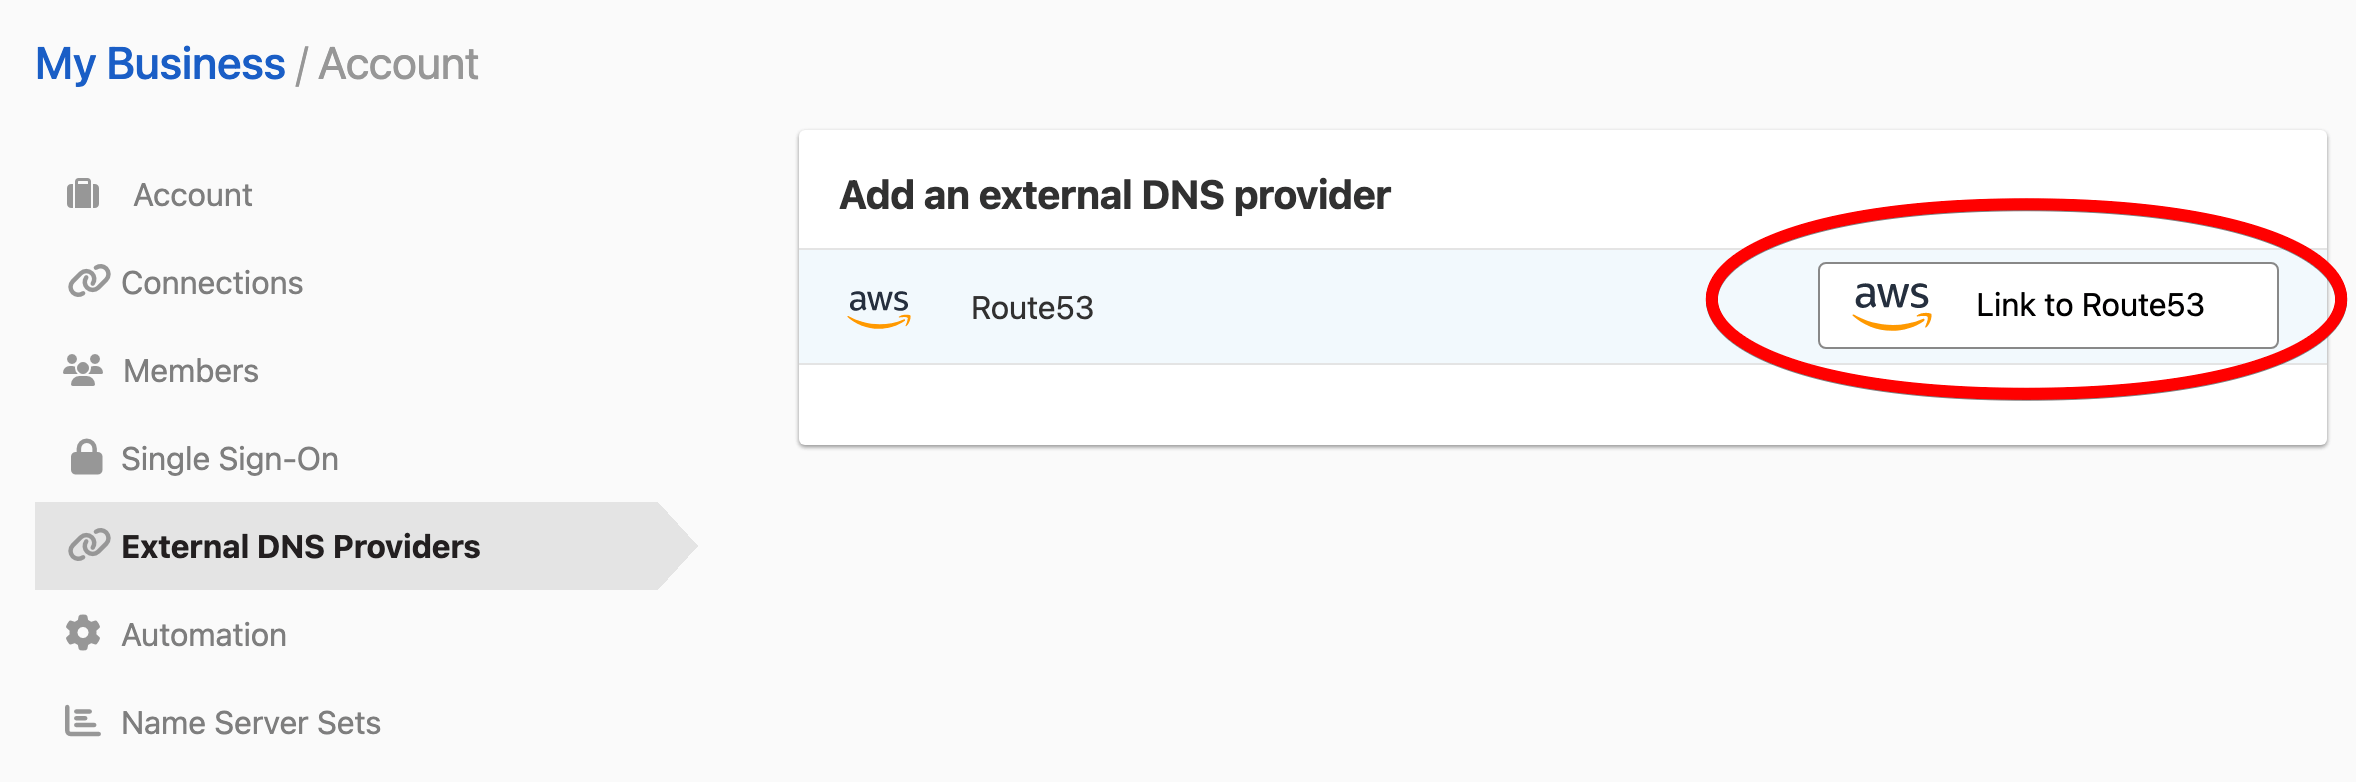 My Business / Account
Account
Connections
Members
Single Sign-On
External DNS Providers
Automation
Name Server Sets
Add an external DNS provider
aws Route53
aws Link to Route53